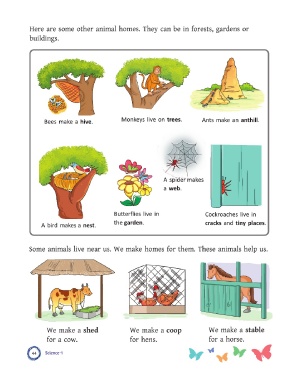 Here are some other animal homes. They can be in forests, gardens or
buildings.
Bees make a hive.
Monkeys live on trees.
Ants make an anthill.
A spider makes
a web.
A bird makes a nest.
Butterflies live in
the garden.
Cockroaches live in
cracks and tiny places.
Some animals live near us. We make homes for them. These animals help us.
We make a shed
for a cow.
We make a coop
for hens.
We make a stable
for a horse.
44